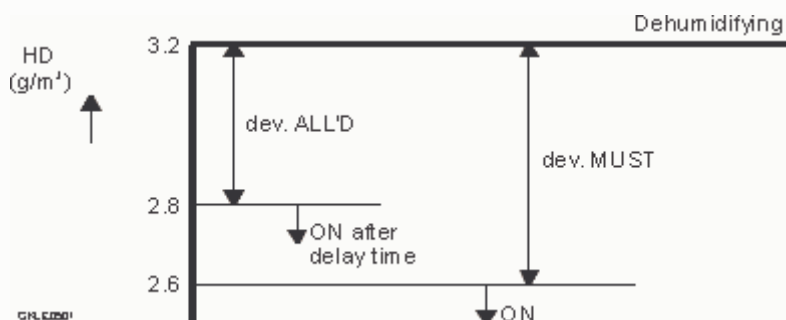 Dehumidifying
3.2
HD
(g/m³)
dev. ALL'D
dev. MUST
2.8
ON after
delay time
2.6
ON